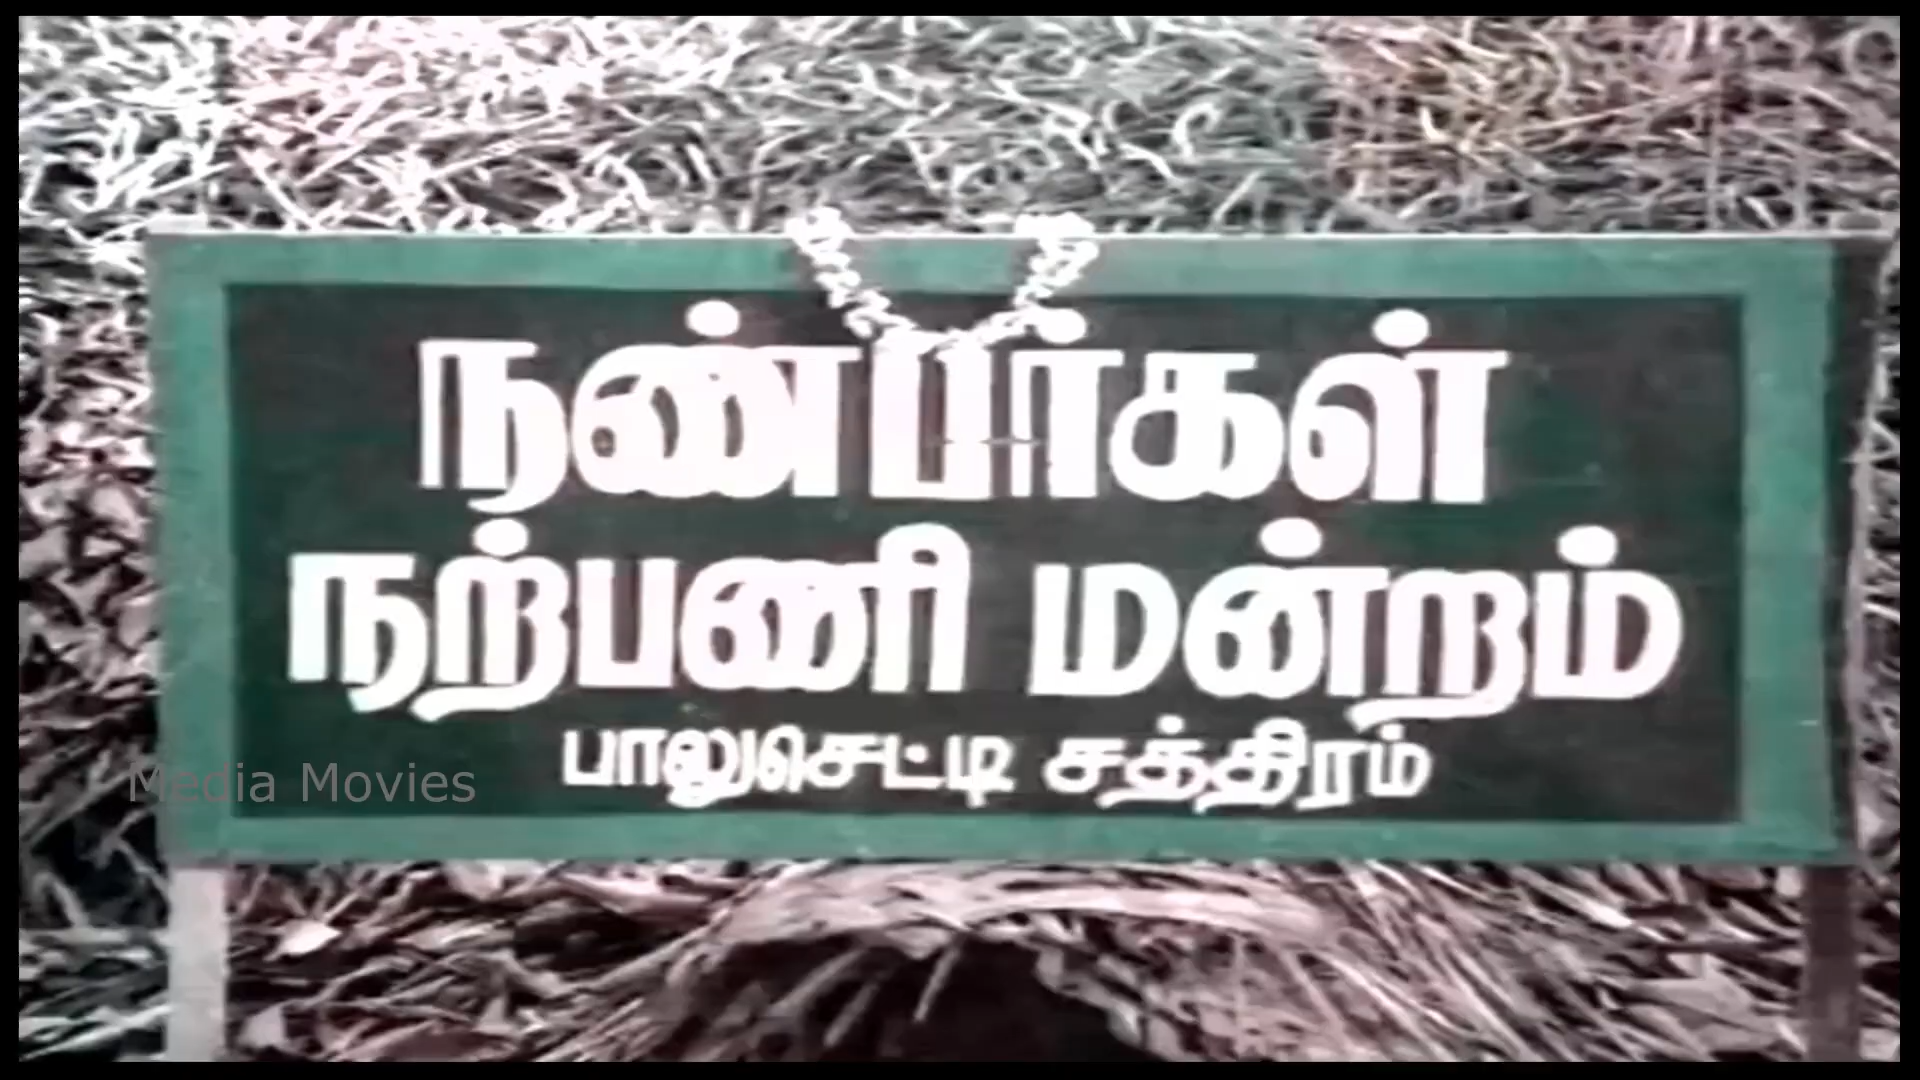 நண்பர்கள்
நற்பணி மன்றம்
பாலுசெட்டி சத்திரம்
Media Movies